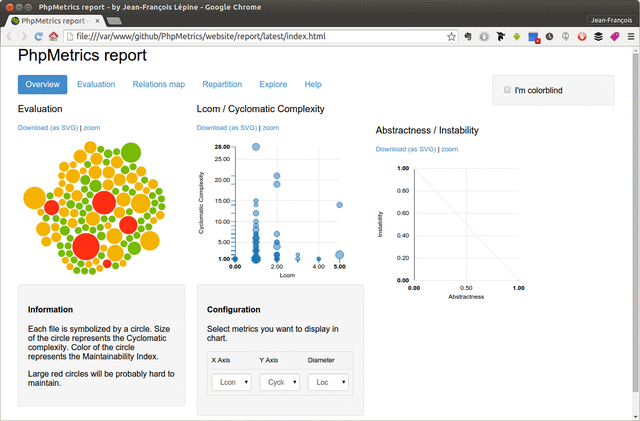 PhpMetrics report - by Jean-François Lépine - Google Chrome
PhpMetrics report - by J
Jean-François
file:///var/www/github/PhpMetrics/website/report/latest/index.html
PhpMetrics report
Overview
Evaluation
Relations map
Repartition
Explore
Help
I'm colorblind
Evaluation
Download (as SVG) | zoom
Lcom / Cyclomatic Complexity
Download (as SVG) | zoom
28.00
25.00
20.00
15.00
10.00
5.00
1.00
Cyclomatic Complexity
0.00
2.00
3.00
4.00
5.00
Lcom
Abstractness / Instability
Download (as SVG) | zoom
1.00
0.80
0.60
0.40
0.20
0.00
Instability
0.00
0.50
1.00
Abstractness
Information
Each file is symbolized by a circle. Size
of the circle represents the Cyclomatic
complexity. Color of the circle
represents the Maintainability Index.
Large red circles will be probably hard to
maintain.
Configuration
Select metrics you want to display in
chart.
X Axis
Y Axis
Diameter
Lcon
Cycl
Loc